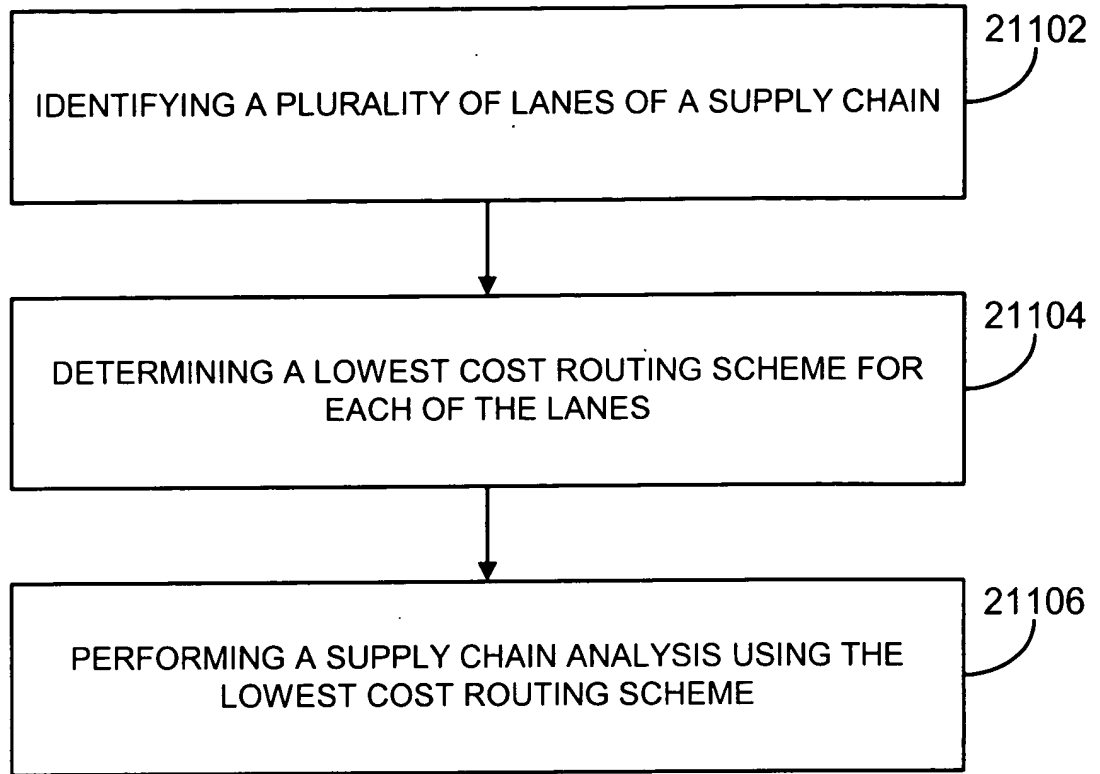 21102
IDENTIFYING A PLURALITY OF LANES OF A SUPPLY CHAIN
21104
DETERMINING A LOWEST COST ROUTING SCHEME FOR
EACH OF THE LANES
21106
PERFORMING A SUPPLY CHAIN ANALYSIS USING THE
LOWEST COST ROUTING SCHEME